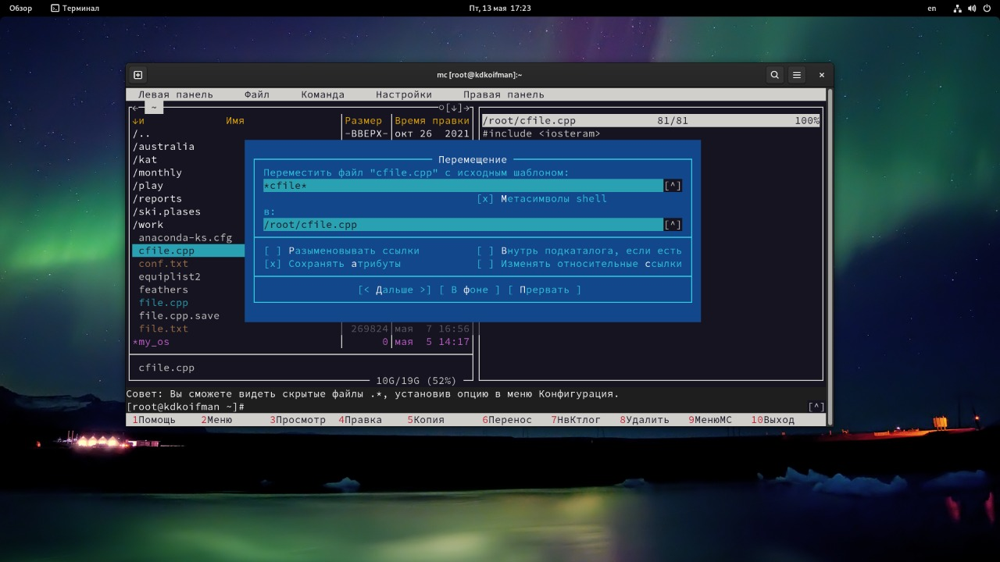 Обзор Терминал Пт, 13 мая 17:23 en
mc [root@kdkoifman]:~
Левая панель Файл Команда Настройки Правая панель
~ [↓]
↓и Имя Размер Время правки /root/cfile.cpp 81/81 100%
/.. -ВВЕРХ- окт 26 2021 #include <iosteram>
/australia
/kat
/monthly
/play
/reports
/ski.plases
/work
anaconda-ks.cfg
cfile.cpp
conf.txt
equiplist2
feathers
file.cpp
file.cpp.save
file.txt 269824 мая 7 16:56
*my_os 0 мая 5 14:17
cfile.cpp
10G/19G (52%)
Перемещение
Переместить файл "cfile.cpp" с исходным шаблоном:
*cfile* [^]
[x] Метасимволы shell
в:
/root/cfile.cpp [^]
[ ] Разыменовывать ссылки [ ] Внутрь подкаталога, если есть
[x] Сохранять атрибуты [ ] Изменять относительные ссылки
[< Дальше >] [ В фоне ] [ Прервать ]
Совет: Вы сможете видеть скрытые файлы .*, установив опцию в меню Конфигурация.
[root@kdkoifman ~]# [^]
1Помощь 2Меню 3Просмотр 4Правка 5Копия 6Перенос 7НвКтлог 8Удалить 9МенюМС 10Выход